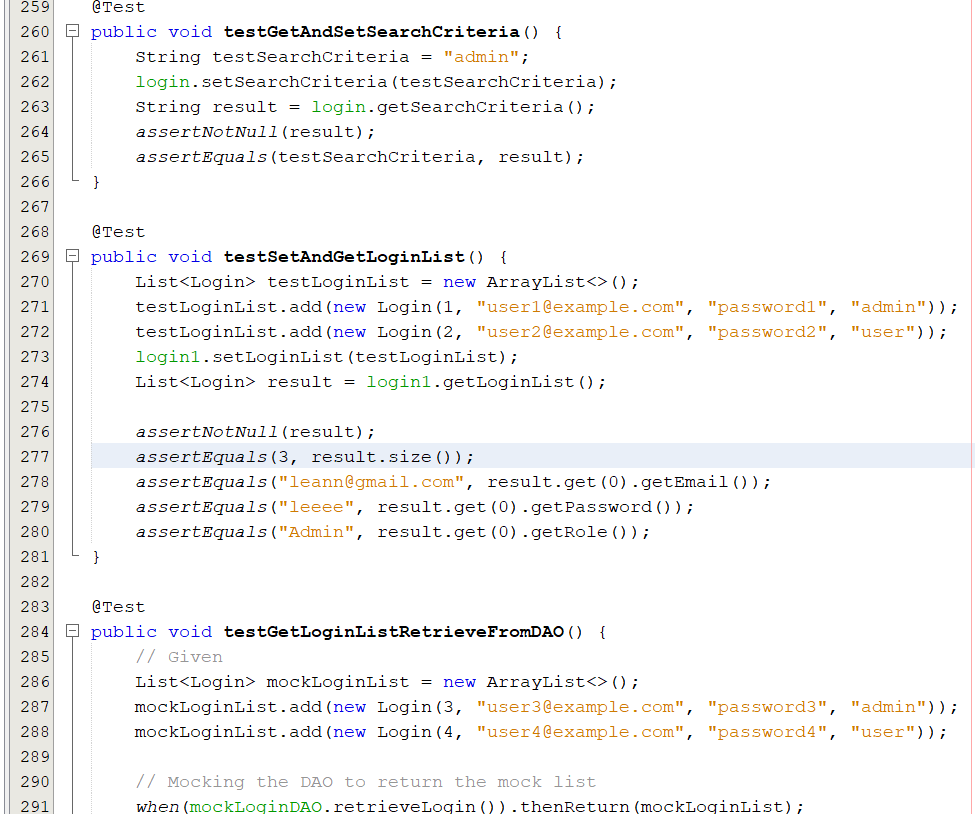 259 @Test
260 public void testGetAndSetSearchCriteria() {
261 String testSearchCriteria = "admin";
262 login.setSearchCriteria(testSearchCriteria);
263 String result = login.getSearchCriteria();
264 assertNotNull(result);
265 assertEquals(testSearchCriteria, result);
266 }
267
268 @Test
269 public void testSetAndGetLoginList() {
270 List<Login> testLoginList = new ArrayList<>();
271 testLoginList.add(new Login(1, "user1@example.com", "password1", "admin"));
272 testLoginList.add(new Login(2, "user2@example.com", "password2", "user"));
273 login1.setLoginList(testLoginList);
274 List<Login> result = login1.getLoginList();
275
276 assertNotNull(result);
277 assertEquals(3, result.size());
278 assertEquals("leann@gmail.com", result.get(0).getEmail());
279 assertEquals("leeee", result.get(0).getPassword());
280 assertEquals("Admin", result.get(0).getRole());
281 }
282
283 @Test
284 public void testGetLoginListRetrieveFromDAO() {
285 // Given
286 List<Login> mockLoginList = new ArrayList<>();
287 mockLoginList.add(new Login(3, "user3@example.com", "password3", "admin"));
288 mockLoginList.add(new Login(4, "user4@example.com", "password4", "user"));
289
290 // Mocking the DAO to return the mock list
291 when(mockLoginDAO.retrieveLogin()).thenReturn(mockLoginList);